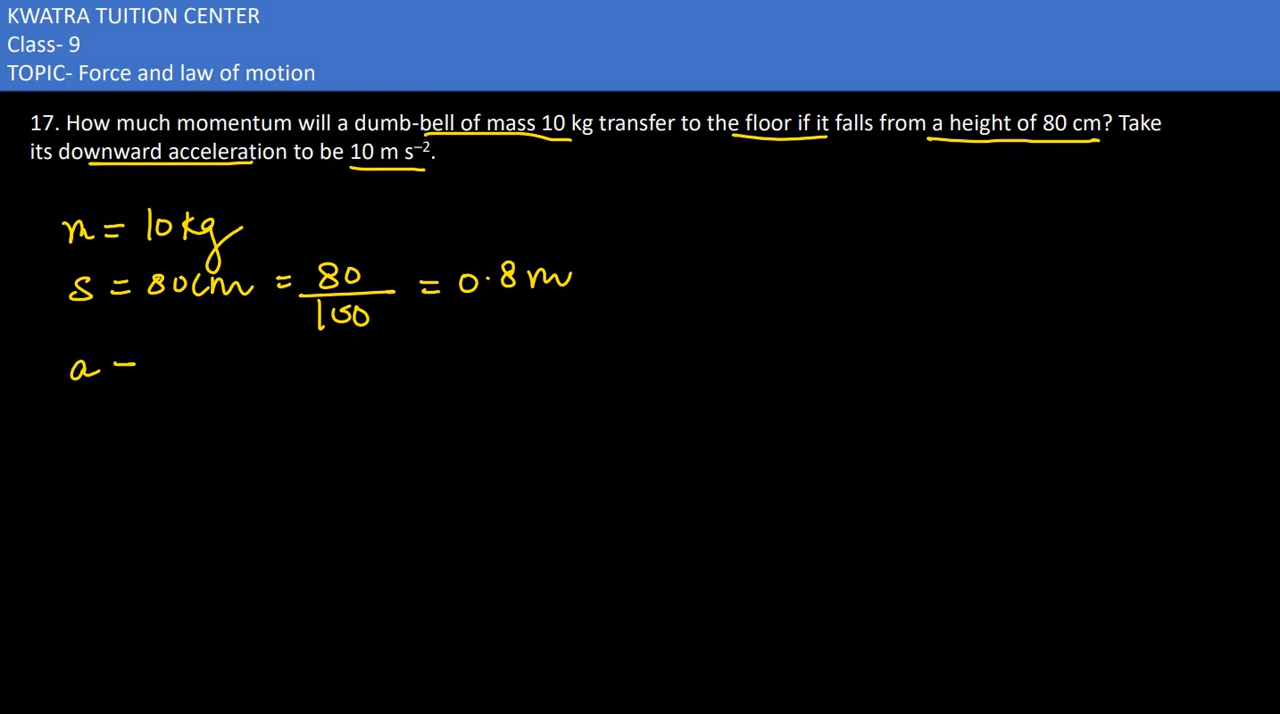 KWATRA TUITION CENTER
Class- 9
TOPIC- Force and law of motion
17. How much momentum will a dumb-bell of mass 10 kg transfer to the floor if it falls from a height of 80 cm? Take
its downward acceleration to be 10 m s⁻².
m = 10 kg
s = 80cm = 80/100 = 0.8 m
a -